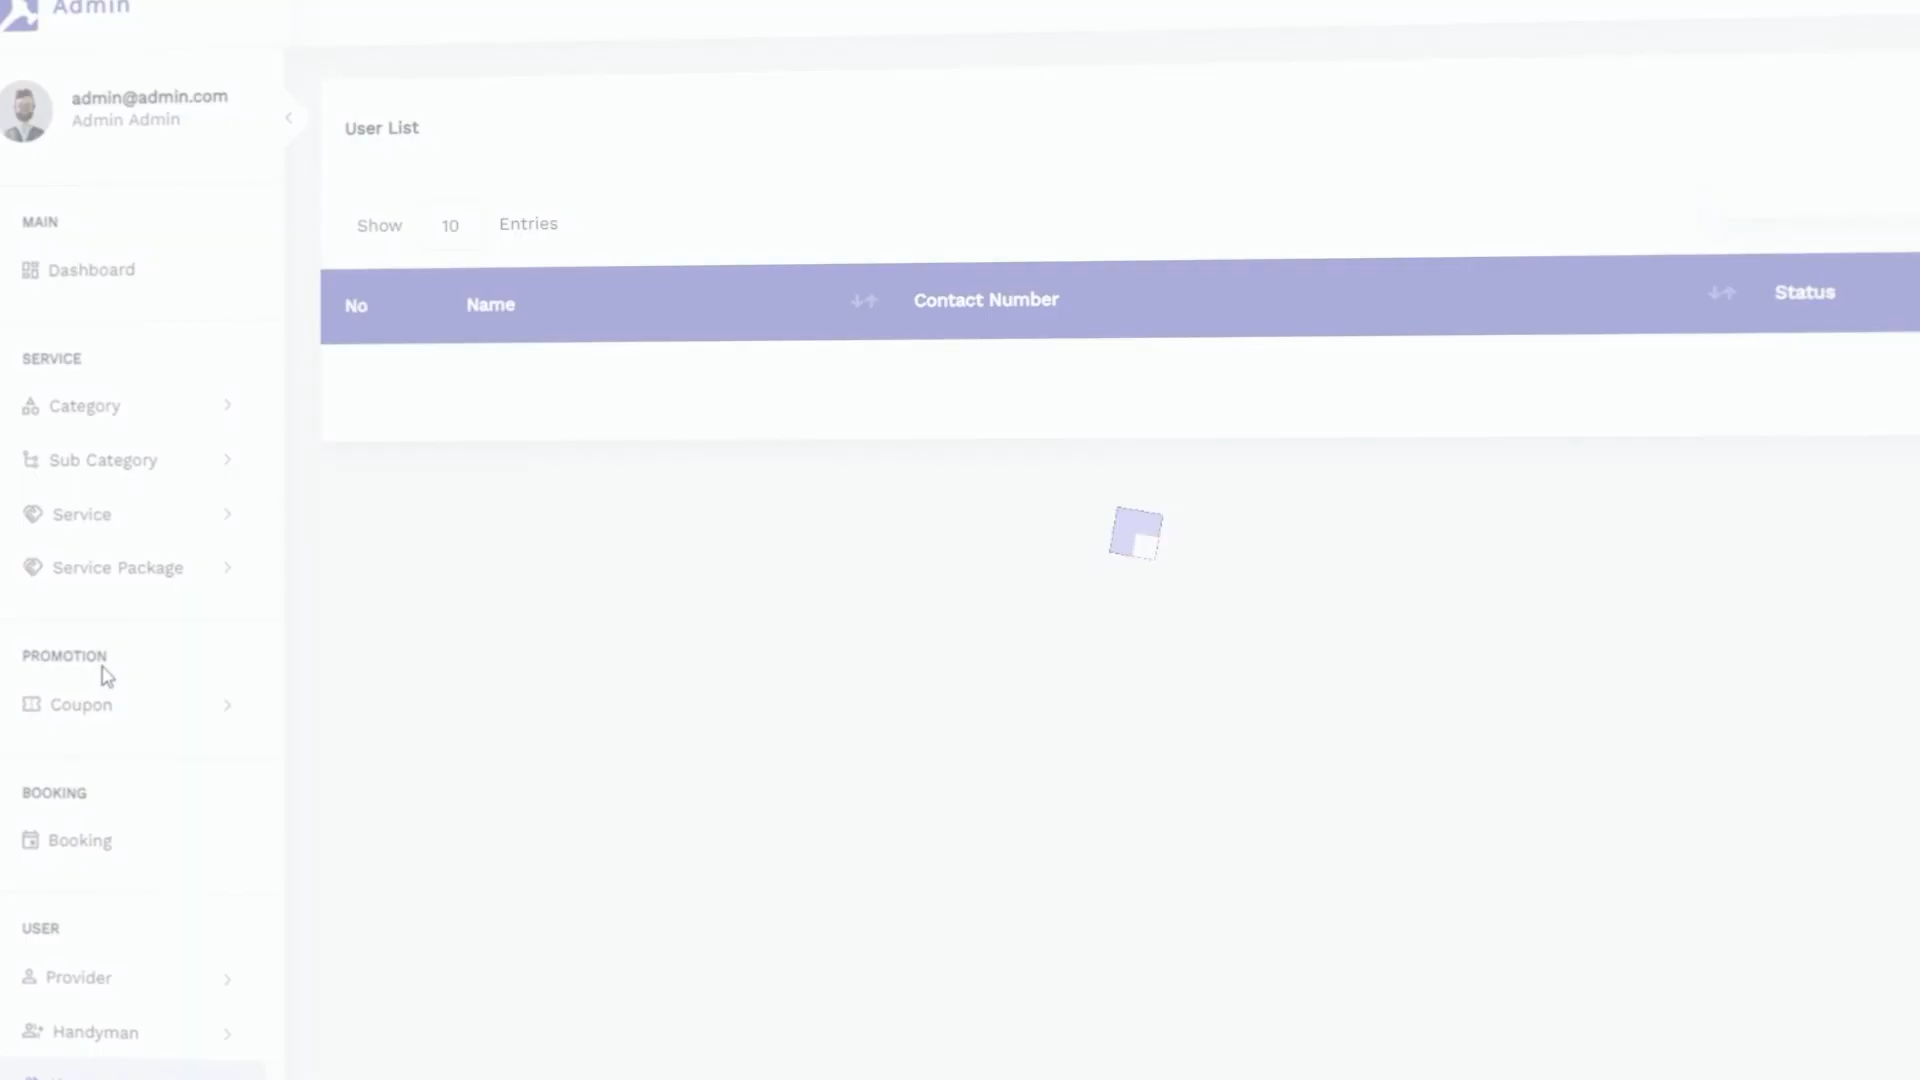 Admin
admin@admin.com
Admin Admin
MAIN
Dashboard
SERVICE
Category
Sub Category
Service
Service Package
PROMOTION
Coupon
BOOKING
Booking
USER
Provider
Handyman
User List
Show 10 Entries
No Name Contact Number Status